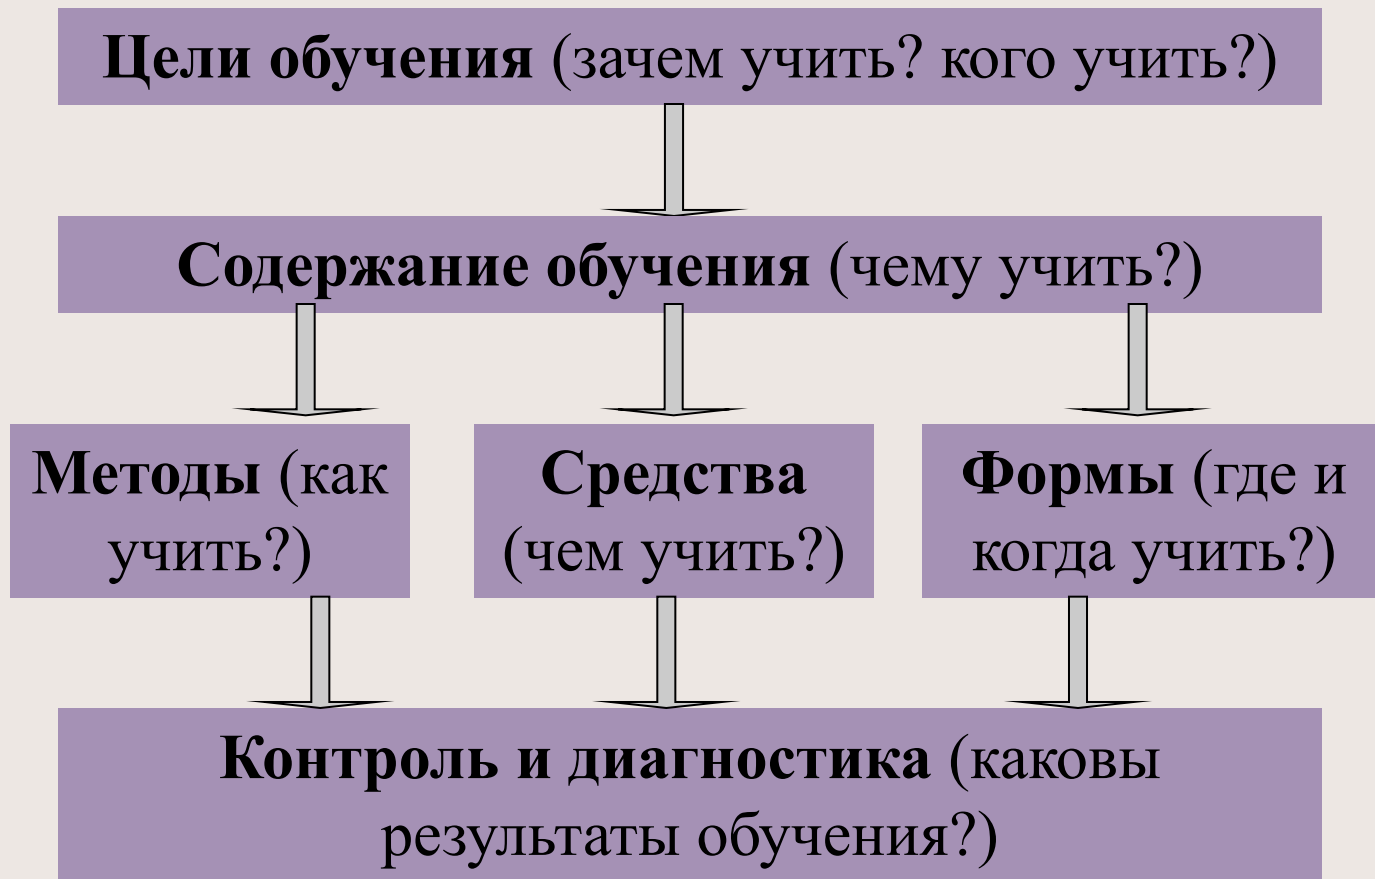 Цели обучения (зачем учить? кого учить?)
Содержание обучения (чему учить?)
Методы (как
учить?)
Средства
(чем учить?)
Формы (где и
когда учить?)
Контроль и диагностика (каковы
результаты обучения?)